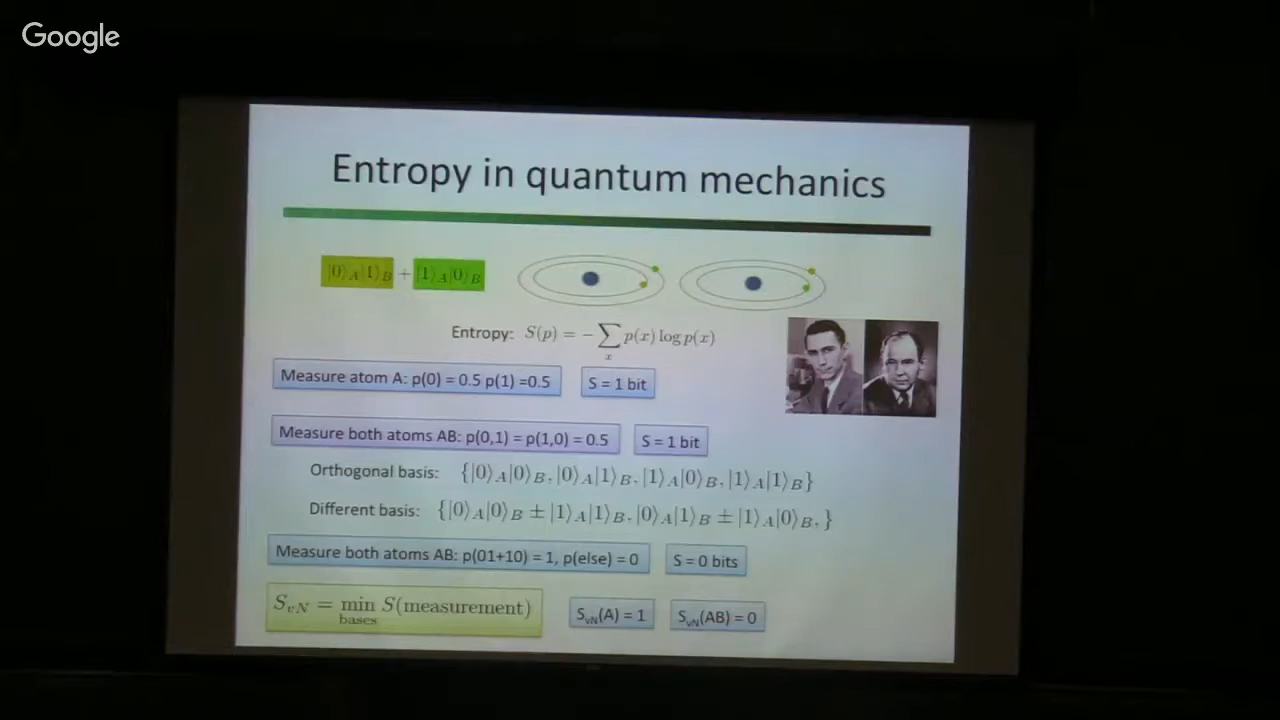 Google
Entropy in quantum mechanics
|0⟩_A|1⟩_B + |1⟩_A|0⟩_B
Entropy: S(p) = −∑_x p(x) log p(x)
Measure atom A: p(0) = 0.5 p(1) =0.5 S = 1 bit
Measure both atoms AB: p(0,1) = p(1,0) = 0.5 S = 1 bit
Orthogonal basis: {|0⟩_A|0⟩_B, |0⟩_A|1⟩_B, |1⟩_A|0⟩_B, |1⟩_A|1⟩_B}
Different basis: {|0⟩_A|0⟩_B ± |1⟩_A|1⟩_B, |0⟩_A|1⟩_B ± |1⟩_A|0⟩_B, }
Measure both atoms AB: p(01+10) = 1, p(else) = 0 S = 0 bits
S_vN = min S(measurement) S_vN(A) = 1 S_vN(AB) = 0
bases